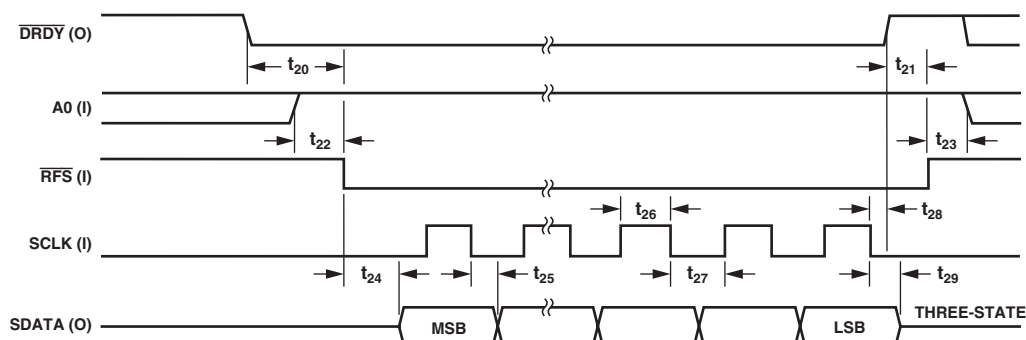 DRDY (O)
t20
t21
A0 (I)
t22
t23
RFS (I)
t26
t28
SCLK (I)
t24
t25
t27
t29
THREE-STATE
SDATA (O)
MSB
LSB